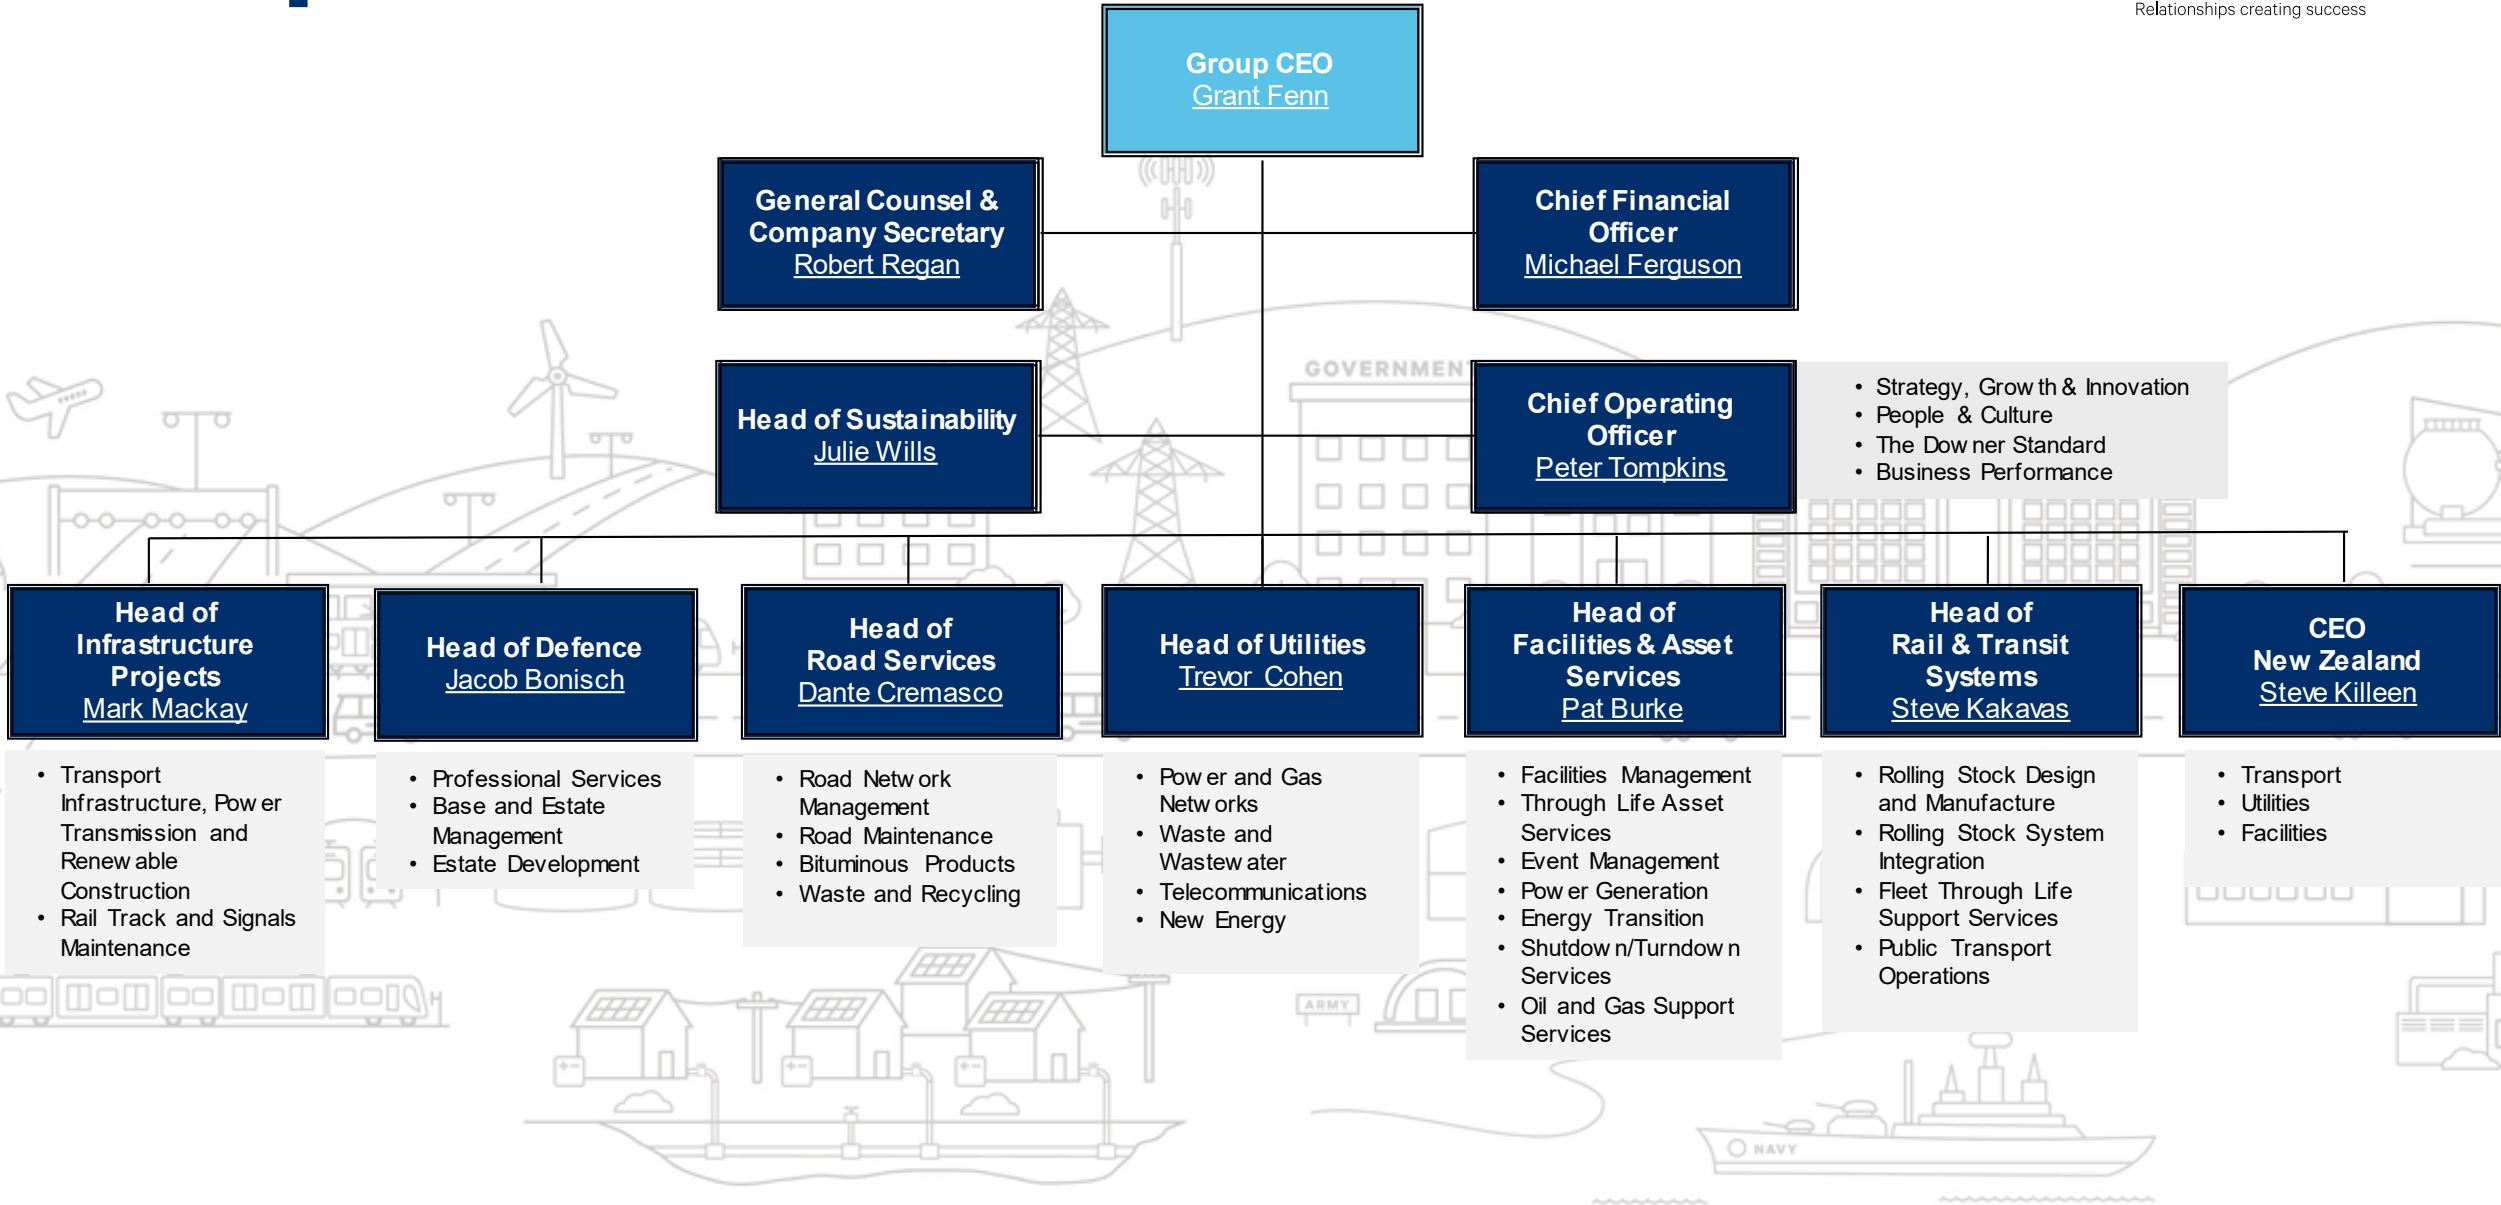 Relationships creating success
Group CEO
Grant Fenn
General Counsel &
Company Secretary
Robert Regan
Chief Financial
Officer
Michael Ferguson
Head of Sustainability
Julie Wills
GOVERNMEN
Chief Operating
Officer
Peter Tompkins
• Strategy, Growth & Innovation
• People & Culture
• The Downer Standard
• Business Performance
Head of
Infrastructure
Projects
Mark Mackay
Head of Defence
Jacob Bonisch
Head of
Road Services
Dante Cremasco
Head of Utilities
Trevor Cohen
Head of
Facilities & Asset
Services
Pat Burke
Head of
Rail & Transit
Systems
Steve Kakavas
CEO
New Zealand
Steve Killeen
• Transport
Infrastructure, Power
Transmission and
Renewable
Construction
• Rail Track and Signals
Maintenance
• Professional Services
• Base and Estate
Management
• Estate Development
• Road Network
Management
• Road Maintenance
• Bituminous Products
• Waste and Recycling
• Power and Gas
Networks
• Waste and
Wastewater
• Telecommunications
• New Energy
• Facilities Management
• Through Life Asset
Services
• Event Management
• Power Generation
• Energy Transition
• Shutdown/Turndown
Services
• Oil and Gas Support
Services
• Rolling Stock Design
and Manufacture
• Rolling Stock System
Integration
• Fleet Through Life
Support Services
• Public Transport
Operations
• Transport
• Utilities
• Facilities
ARMY
NAVY